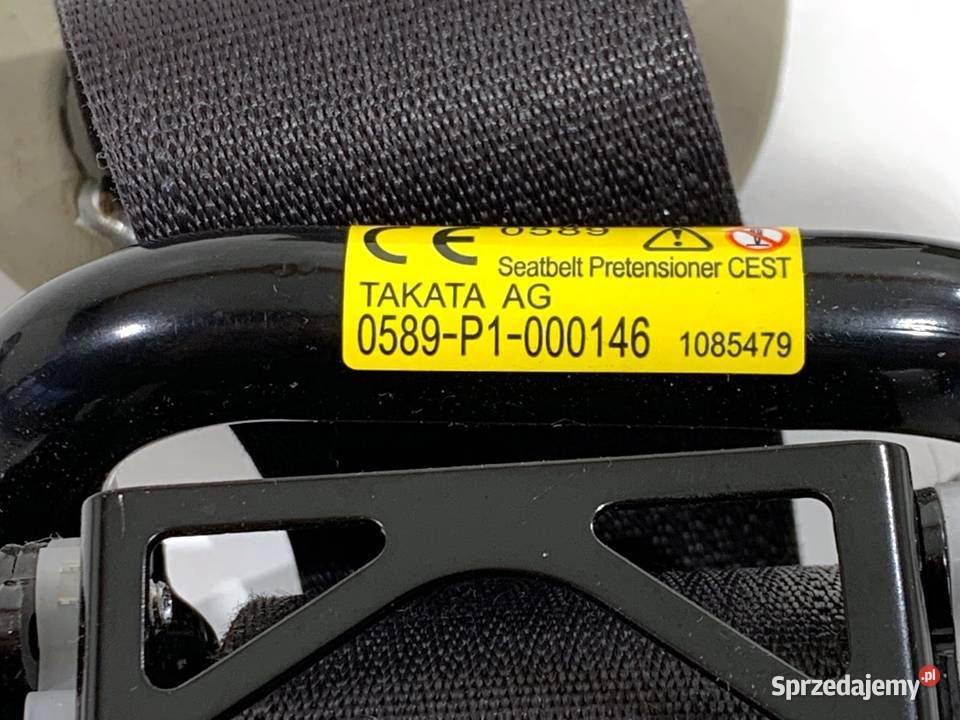 CE 0589
Seatbelt Pretensioner CEST
TAKATA AG
0589-P1-000146 1085479
Sprzedajemy.pl